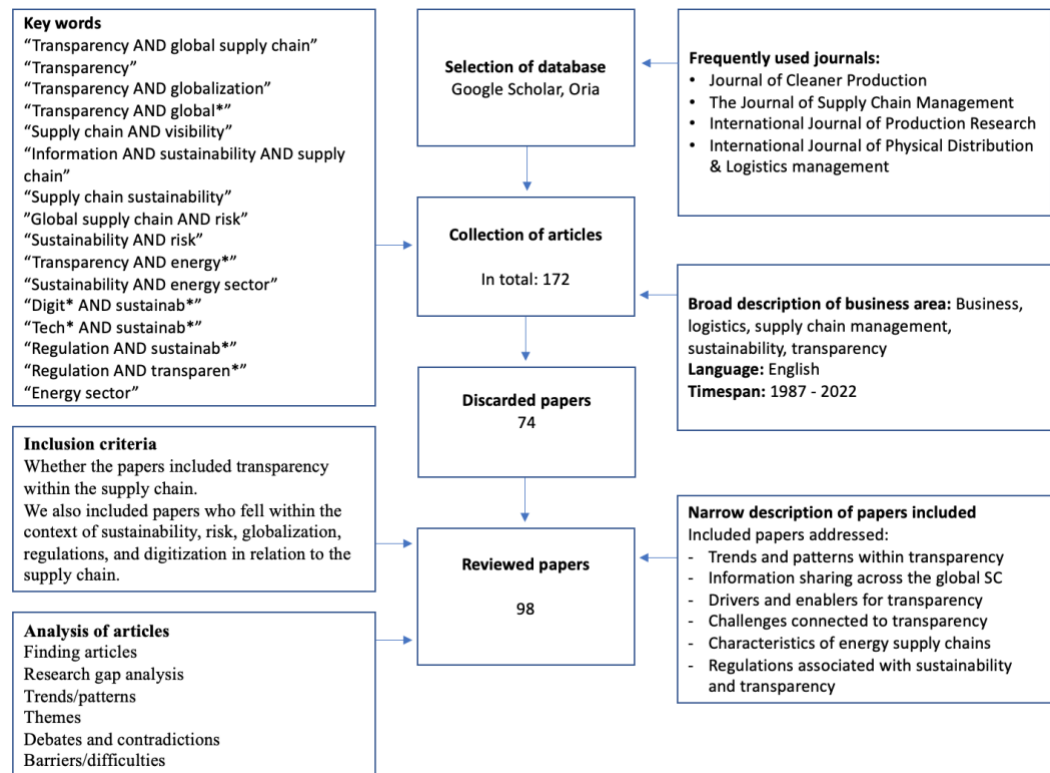 Key words
“Transparency AND global supply chain”
“Transparency”
“Transparency AND globalization”
“Transparency AND global*”
“Supply chain AND visibility”
“Information AND sustainability AND supply
chain”
“Supply chain sustainability”
”Global supply chain AND risk”
“Sustainability AND risk”
“Transparency AND energy*”
“Sustainability AND energy sector”
“Digit* AND sustainab*”
“Tech* AND sustainab*”
“Regulation AND sustainab*”
“Regulation AND transparen*”
“Energy sector”
Selection of database
Google Scholar, Oria
Frequently used journals:
• Journal of Cleaner Production
• The Journal of Supply Chain Management
• International Journal of Production Research
• International Journal of Physical Distribution
& Logistics management
Collection of articles
In total: 172
Broad description of business area: Business,
logistics, supply chain management,
sustainability, transparency
Language: English
Timespan: 1987 - 2022
Discarded papers
74
Inclusion criteria
Whether the papers included transparency
within the supply chain.
We also included papers who fell within the
context of sustainability, risk, globalization,
regulations, and digitization in relation to the
supply chain.
Reviewed papers
98
Narrow description of papers included
Included papers addressed:
- Trends and patterns within transparency
- Information sharing across the global SC
- Drivers and enablers for transparency
- Challenges connected to transparency
- Characteristics of energy supply chains
- Regulations associated with sustainability
and transparency
Analysis of articles
Finding articles
Research gap analysis
Trends/patterns
Themes
Debates and contradictions
Barriers/difficulties